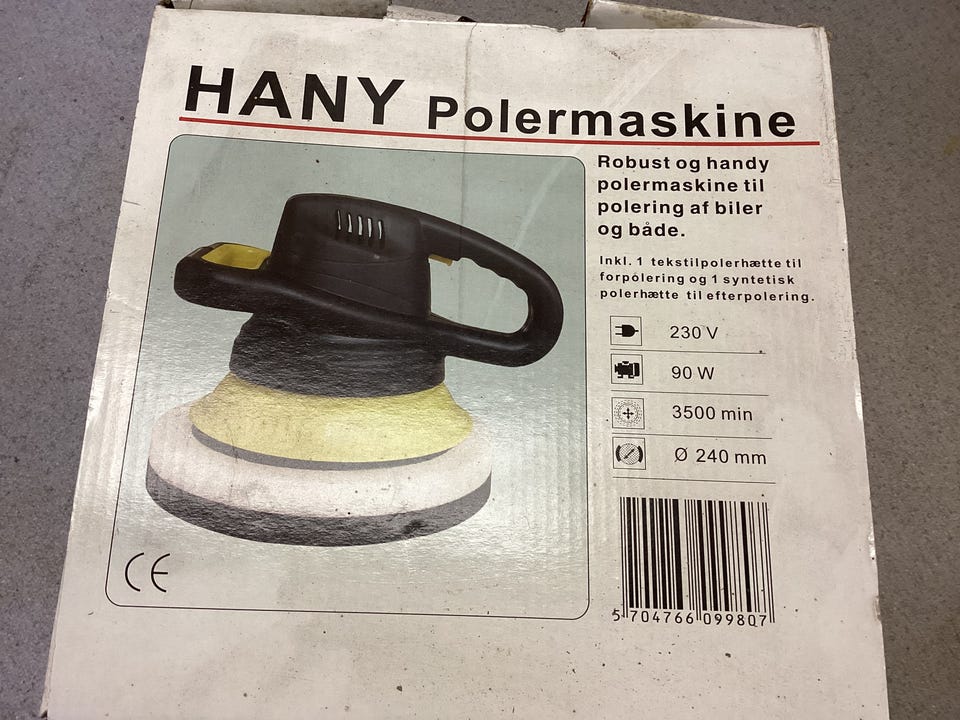 HANY Polermaskine
Robust og handy
polermaskine til
polering af biler
og både.
Inkl. 1 tekstilpolerhætte til
forpolering og 1 syntetisk
polerhætte til efterpolering.
230 V
90 W
3500 min
Ø 240 mm
CE
5 704766 099807